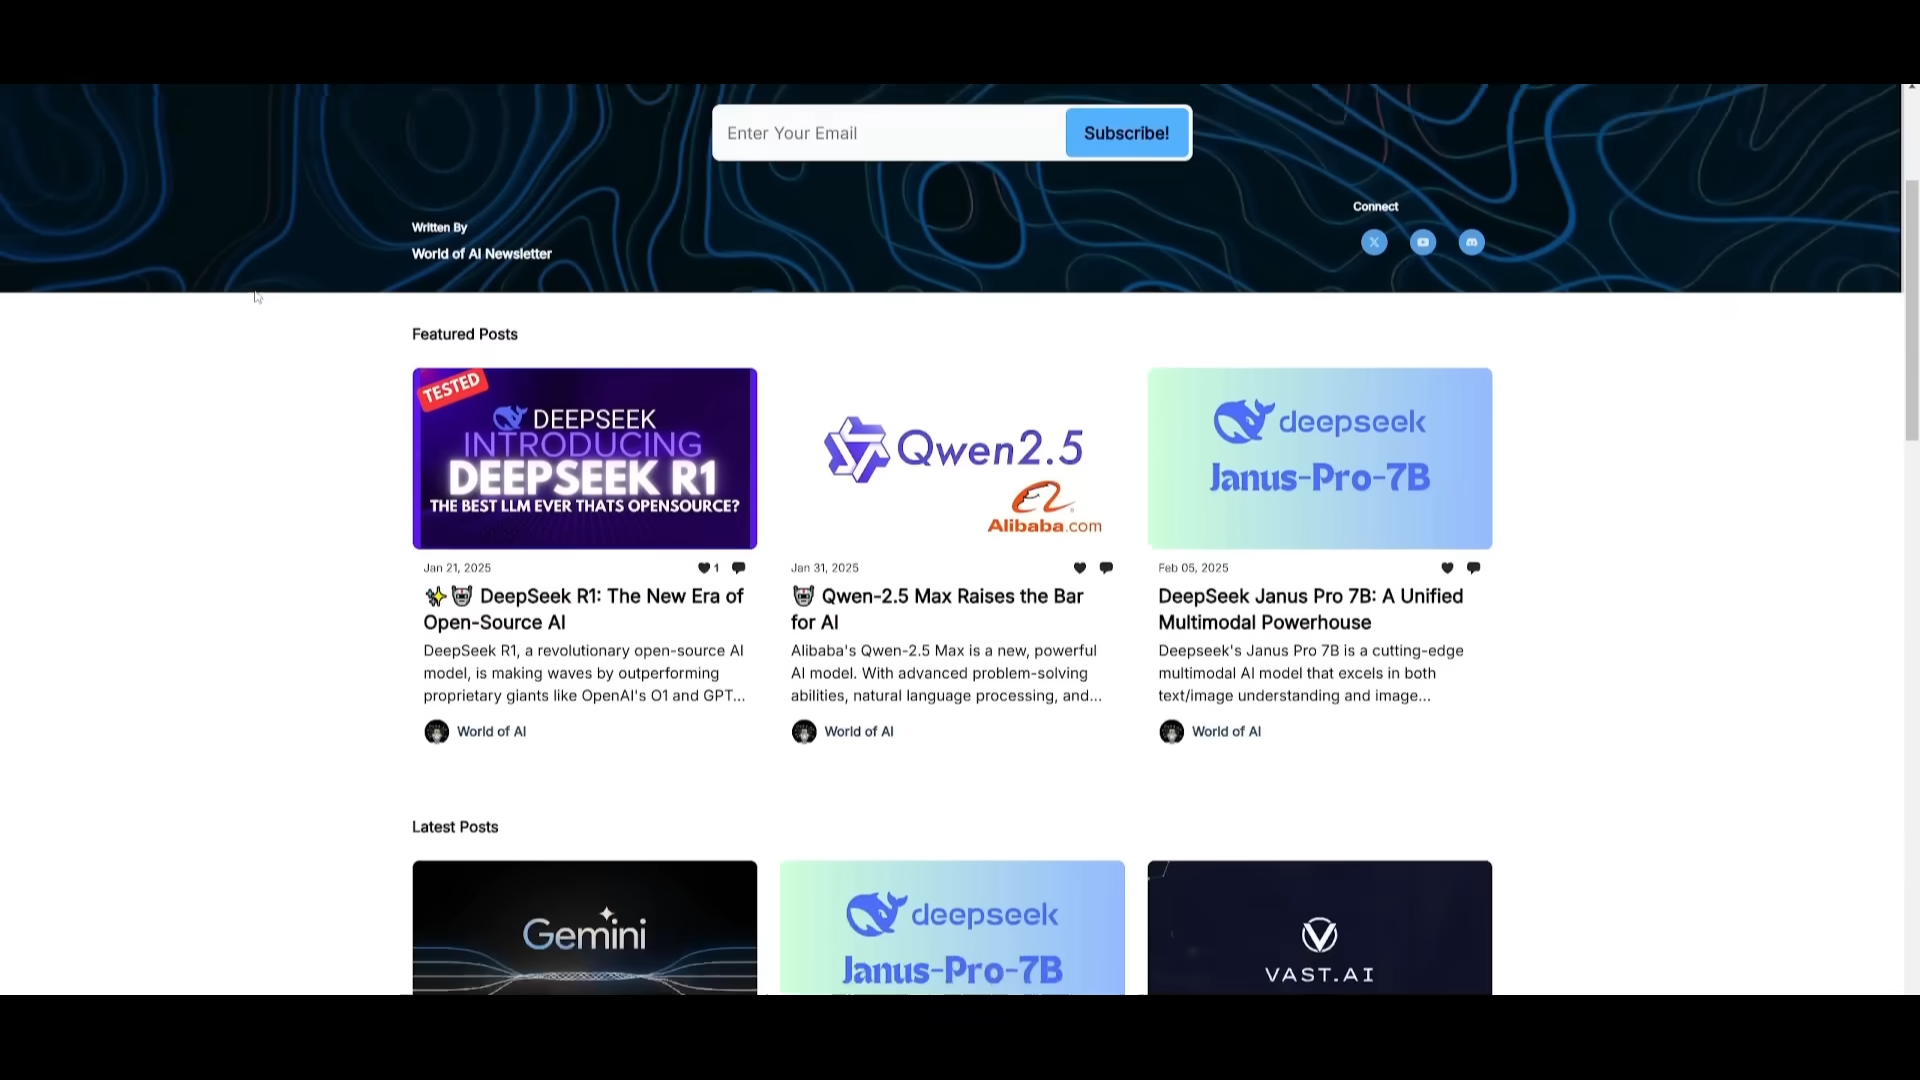 Enter Your Email
Subscribe!
Connect
Written By
World of AI Newsletter
Featured Posts
TESTED
DEEPSEEK
INTRODUCING
DEEPSEEK R1
THE BEST LLM EVER THATS OPENSOURCE?
Qwen2.5
Alibaba.com
deepseek
Janus-Pro-7B
Jan 21, 2025
1
✨🤖 DeepSeek R1: The New Era of
Open-Source AI
DeepSeek R1, a revolutionary open-source AI
model, is making waves by outperforming
proprietary giants like OpenAI's O1 and GPT...
World of AI
Jan 31, 2025
🤖 Qwen-2.5 Max Raises the Bar
for AI
Alibaba's Qwen-2.5 Max is a new, powerful
AI model. With advanced problem-solving
abilities, natural language processing, and...
World of AI
Feb 05, 2025
DeepSeek Janus Pro 7B: A Unified
Multimodal Powerhouse
Deepseek's Janus Pro 7B is a cutting-edge
multimodal AI model that excels in both
text/image understanding and image...
World of AI
Latest Posts
Gemini
deepseek
Janus-Pro-7B
VAST.AI